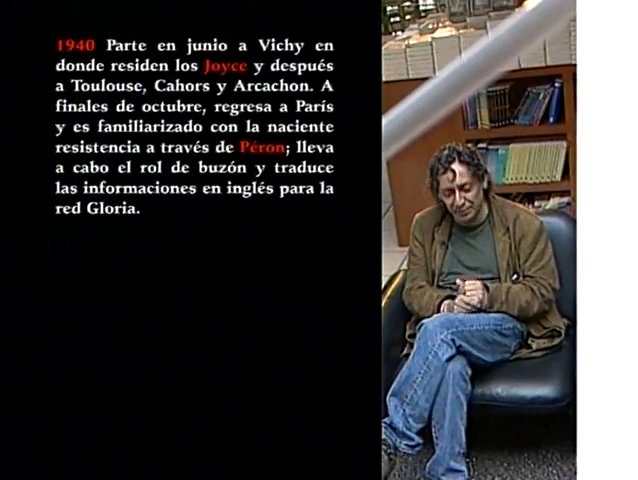 1940 Parte en junio a Vichy en
donde residen los Joyce y después
a Toulouse, Cahors y Arcachon. A
finales de octubre, regresa a París
y es familiarizado con la naciente
resistencia a través de Péron; lleva
a cabo el rol de buzón y traduce
las informaciones en inglés para la
red Gloria.